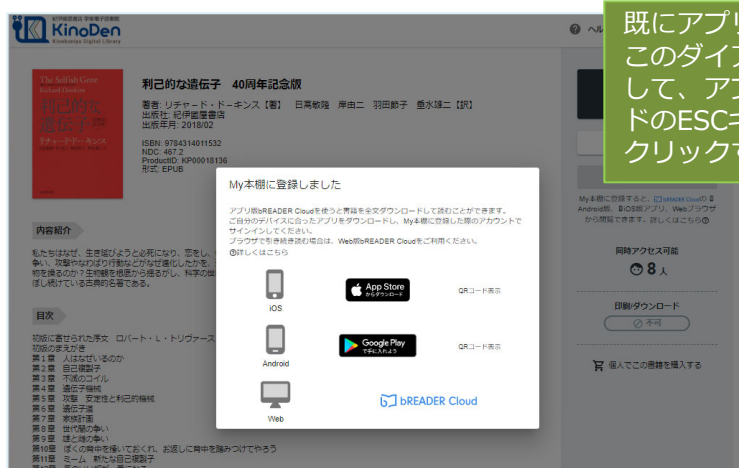 紀伊國屋書店 学術電子図書館
KinoDen
Kinokuniya Digital Library
ヘル
既にアプリ
このダイア
して、アプ
ドのESCキ
クリックで
The Selfish Gene
Richard Dawkins
利己的な
遺伝子
リチャード・ドーキンス
利己的な遺伝子　40周年記念版
著者: リチャード・ドーキンス【著】　日高敏隆　岸由二　羽田節子　垂水雄二【訳】
出版社: 紀伊國屋書店
出版年月: 2018/02
ISBN: 9784314011532
NDC: 467.2
ProductID: KP00018136
形式: EPUB
My本棚に登録すると、bREADER Cloudの
Android版、iOS版アプリ、Webブラウザ
から閲覧できます。詳しくはこちら
同時アクセス可能
8 人
印刷/ダウンロード
不可
個人でこの書籍を購入する
My本棚に登録しました
アプリ版bREADER Cloudを使うと書籍を全文ダウンロードして読むことができます。
ご自分のデバイスに合ったアプリをダウンロードし、My本棚に登録した際のアカウントで
サインインしてください。
ブラウザで引き続き読む場合は、Web版bREADER Cloudをご利用ください。
詳しくはこちら
iOS
App Store
からダウンロード
QRコード表示
Android
Google Play
で手に入れよう
QRコード表示
Web
bREADER Cloud
内容紹介
私たちはなぜ、生き延びようと必死になり、恋をし、
争い、攻撃やなわばり行動などがなぜ進化したかを、
物を操るのか？生物観を根底から揺るがし、科学の世
ぼし続けている古典的名著である。
目次
初版に寄せられた序文　ロバート・L・トリヴァース
初版のまえがき
第1章　人はなぜいるのか
第2章　自己複製子
第3章　不滅のコイル
第4章　遺伝子機械
第5章　攻撃　安定性と利己的機械
第6章　遺伝子道
第7章　家族計画
第8章　世代間の争い
第9章　雄と雌の争い
第10章　ぼくの背中を掻いておくれ、お返しに背中を踏みつけてやろう
第11章　ミーム　新たな自己複製子